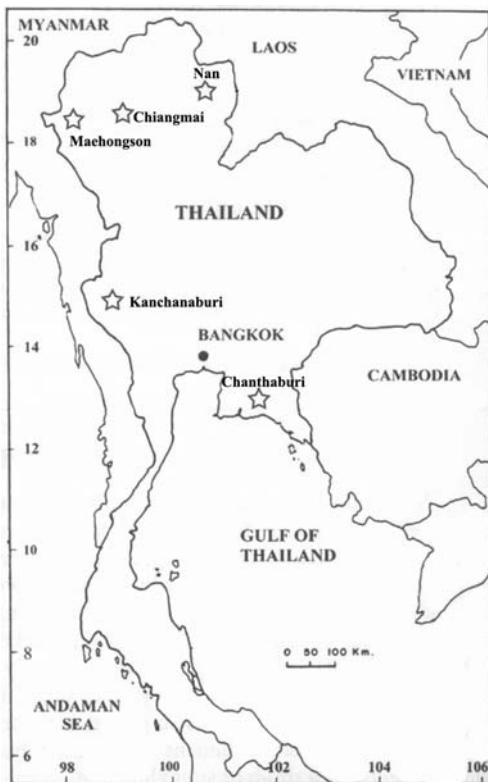 MYANMAR
20
LAOS
Nan
VIETNAM
Chiangmai
18
Maehongson
THAILAND
16
Kanchanaburi
14
BANGKOK
Chanthaburi
CAMBODIA
12
GULF OF
THAILAND
10
8
0 50 100 Km.
ANDAMAN
SEA
6
98
100
102
104
106